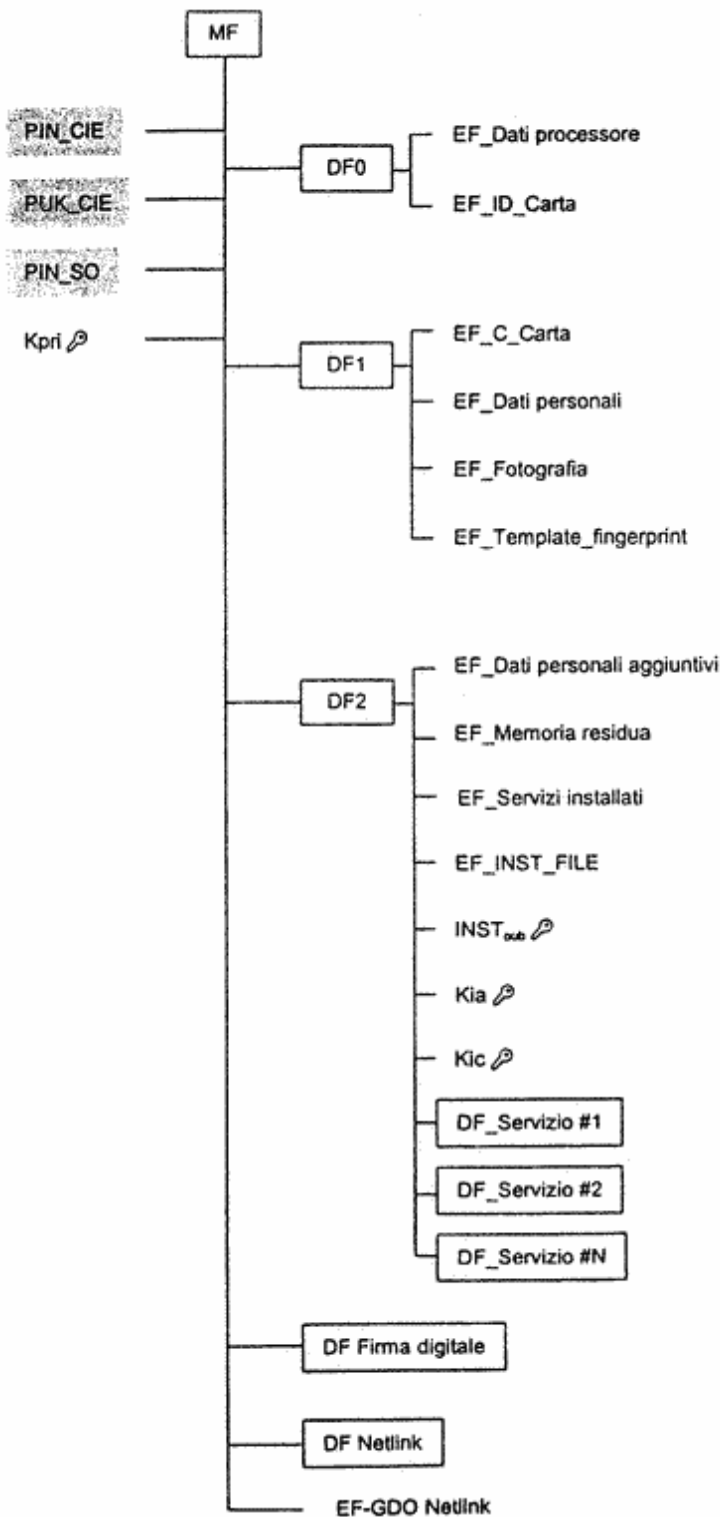 MF
PIN_CIE
PUK_CIE
PIN_SO
Kpri
DF0
EF_Dati processore
EF_ID_Carta
DF1
EF_C_Carta
EF_Dati personali
EF_Fotografia
EF_Template_fingerprint
DF2
EF_Dati personali aggiuntivi
EF_Memoria residua
EF_Servizi installati
EF_INST_FILE
INSTpub
Kia
Kic
DF_Servizio #1
DF_Servizio #2
DF_Servizio #N
DF Firma digitale
DF Netlink
EF-GDO Netlink